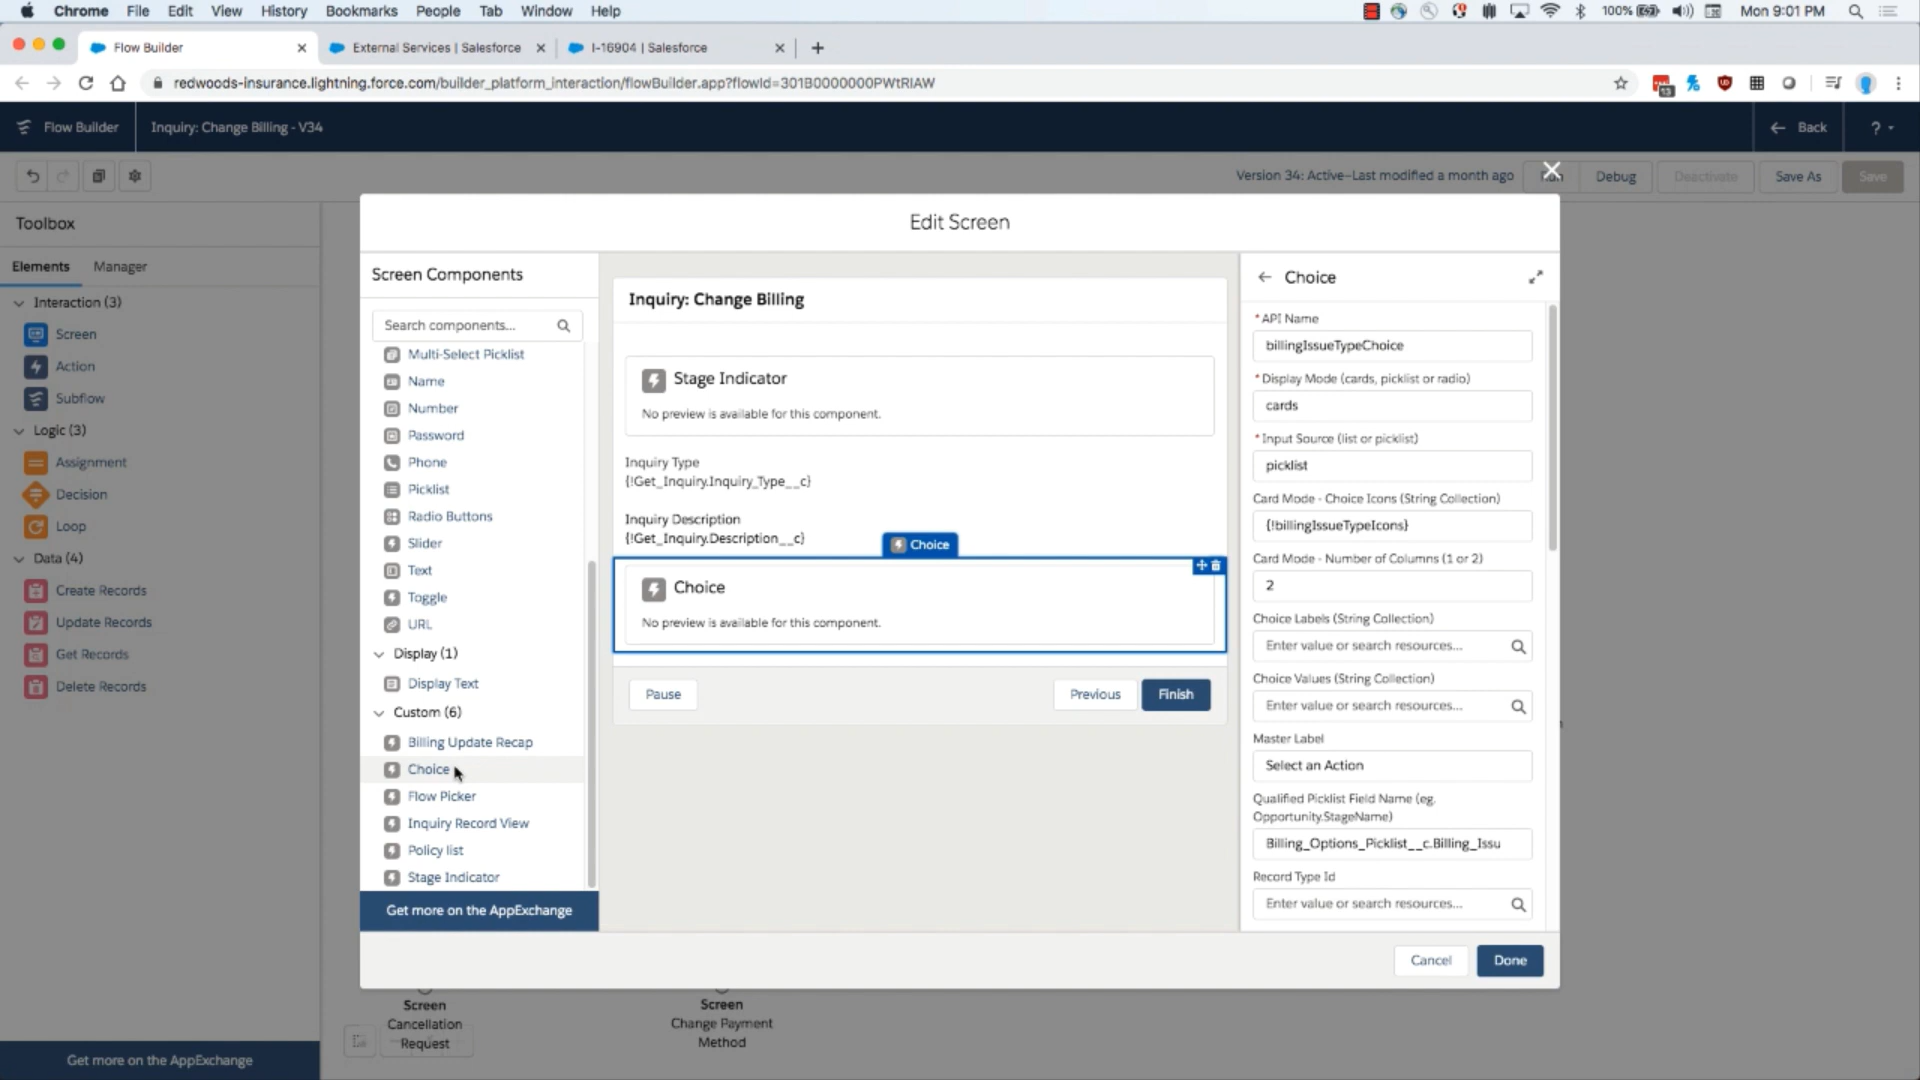 Chrome File Edit View History Bookmarks People Tab Window Help
100%
Mon 9:01 PM
Flow Builder
External Services | Salesforce
I-16904 | Salesforce
redwoods-insurance.lightning.force.com/builder_platform_interaction/flowBuilder.app?flowId=301B0000000PWtRIAW
13
Flow Builder
Inquiry: Change Billing - V34
Back
?
Version 34: Active—Last modified a month ago
Debug
Deactivate
Save As
Save
Toolbox
Elements
Manager
Interaction (3)
Screen
Action
Subflow
Logic (3)
Assignment
Decision
Loop
Data (4)
Create Records
Update Records
Get Records
Delete Records
Get more on the AppExchange
Edit Screen
Screen Components
Search components...
Multi-Select Picklist
Name
Number
Password
Phone
Picklist
Radio Buttons
Slider
Text
Toggle
URL
Display (1)
Display Text
Custom (6)
Billing Update Recap
Choice
Flow Picker
Inquiry Record View
Policy list
Stage Indicator
Get more on the AppExchange
Inquiry: Change Billing
Stage Indicator
No preview is available for this component.
Inquiry Type
{!Get_Inquiry.Inquiry_Type__c}
Inquiry Description
{!Get_Inquiry.Description__c}
Choice
Choice
No preview is available for this component.
Pause
Previous
Finish
Choice
*API Name
billingIssueTypeChoice
*Display Mode (cards, picklist or radio)
cards
*Input Source (list or picklist)
picklist
Card Mode - Choice Icons (String Collection)
{!billingIssueTypeIcons}
Card Mode - Number of Columns (1 or 2)
2
Choice Labels (String Collection)
Enter value or search resources...
Choice Values (String Collection)
Enter value or search resources...
Master Label
Select an Action
Qualified Picklist Field Name (eg.
Opportunity.StageName)
Billing_Options_Picklist__c.Billing_Issu
Record Type Id
Enter value or search resources...
Cancel
Done
Screen
Cancellation
Request
Screen
Change Payment
Method